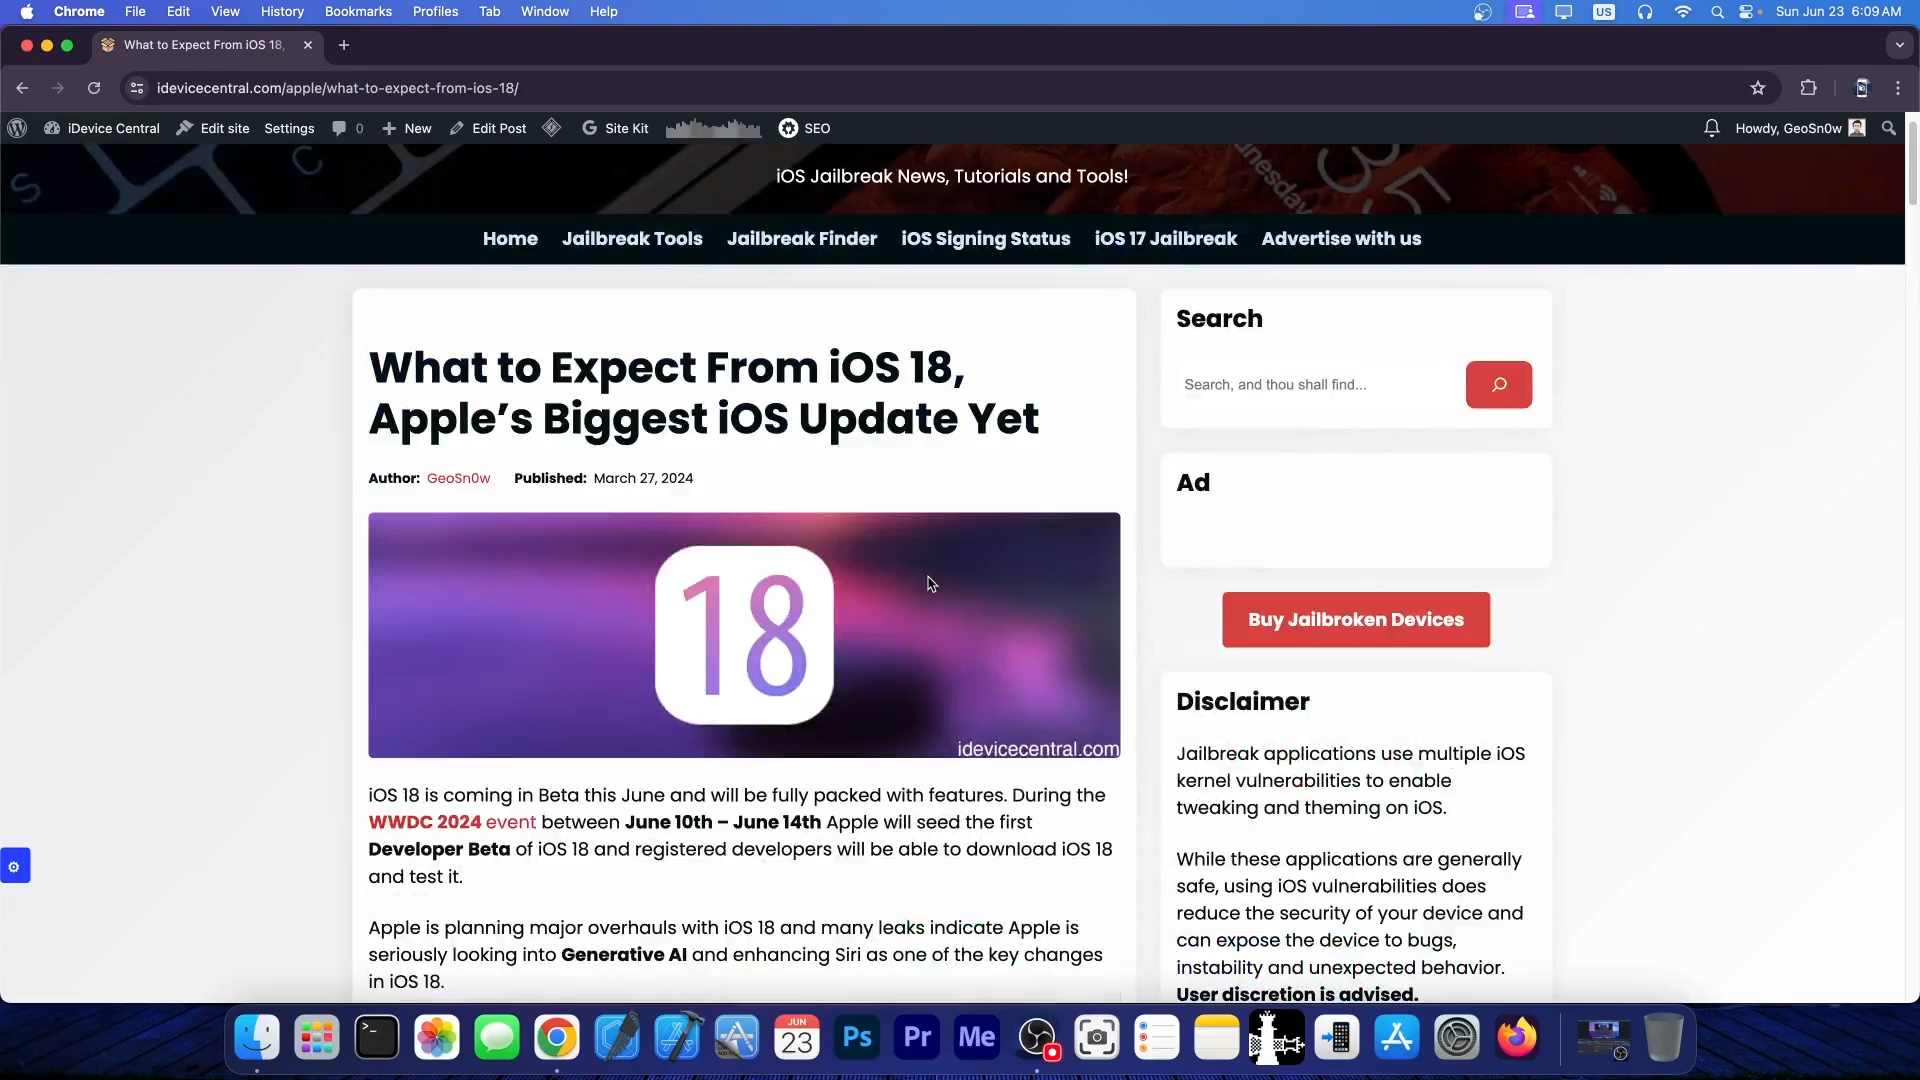 Chrome File Edit View History Bookmarks Profiles Tab Window Help US Sun Jun 23 6:09 AM
What to Expect From iOS 18,
idevicecentral.com/apple/what-to-expect-from-ios-18/
iDevice Central Edit site Settings 0 New Edit Post Site Kit SEO Howdy, GeoSn0w
iOS Jailbreak News, Tutorials and Tools!
Home Jailbreak Tools Jailbreak Finder iOS Signing Status iOS 17 Jailbreak Advertise with us
What to Expect From iOS 18,
Apple’s Biggest iOS Update Yet
Author: GeoSn0w Published: March 27, 2024
18
idevicecentral.com
iOS 18 is coming in Beta this June and will be fully packed with features. During the
WWDC 2024 event between June 10th – June 14th Apple will seed the first
Developer Beta of iOS 18 and registered developers will be able to download iOS 18
and test it.
Apple is planning major overhauls with iOS 18 and many leaks indicate Apple is
seriously looking into Generative AI and enhancing Siri as one of the key changes
in iOS 18.
Search
Search, and thou shall find...
Ad
Buy Jailbroken Devices
Disclaimer
Jailbreak applications use multiple iOS
kernel vulnerabilities to enable
tweaking and theming on iOS.
While these applications are generally
safe, using iOS vulnerabilities does
reduce the security of your device and
can expose the device to bugs,
instability and unexpected behavior.
User discretion is advised.
JUN
23
Ps
Pr
Me